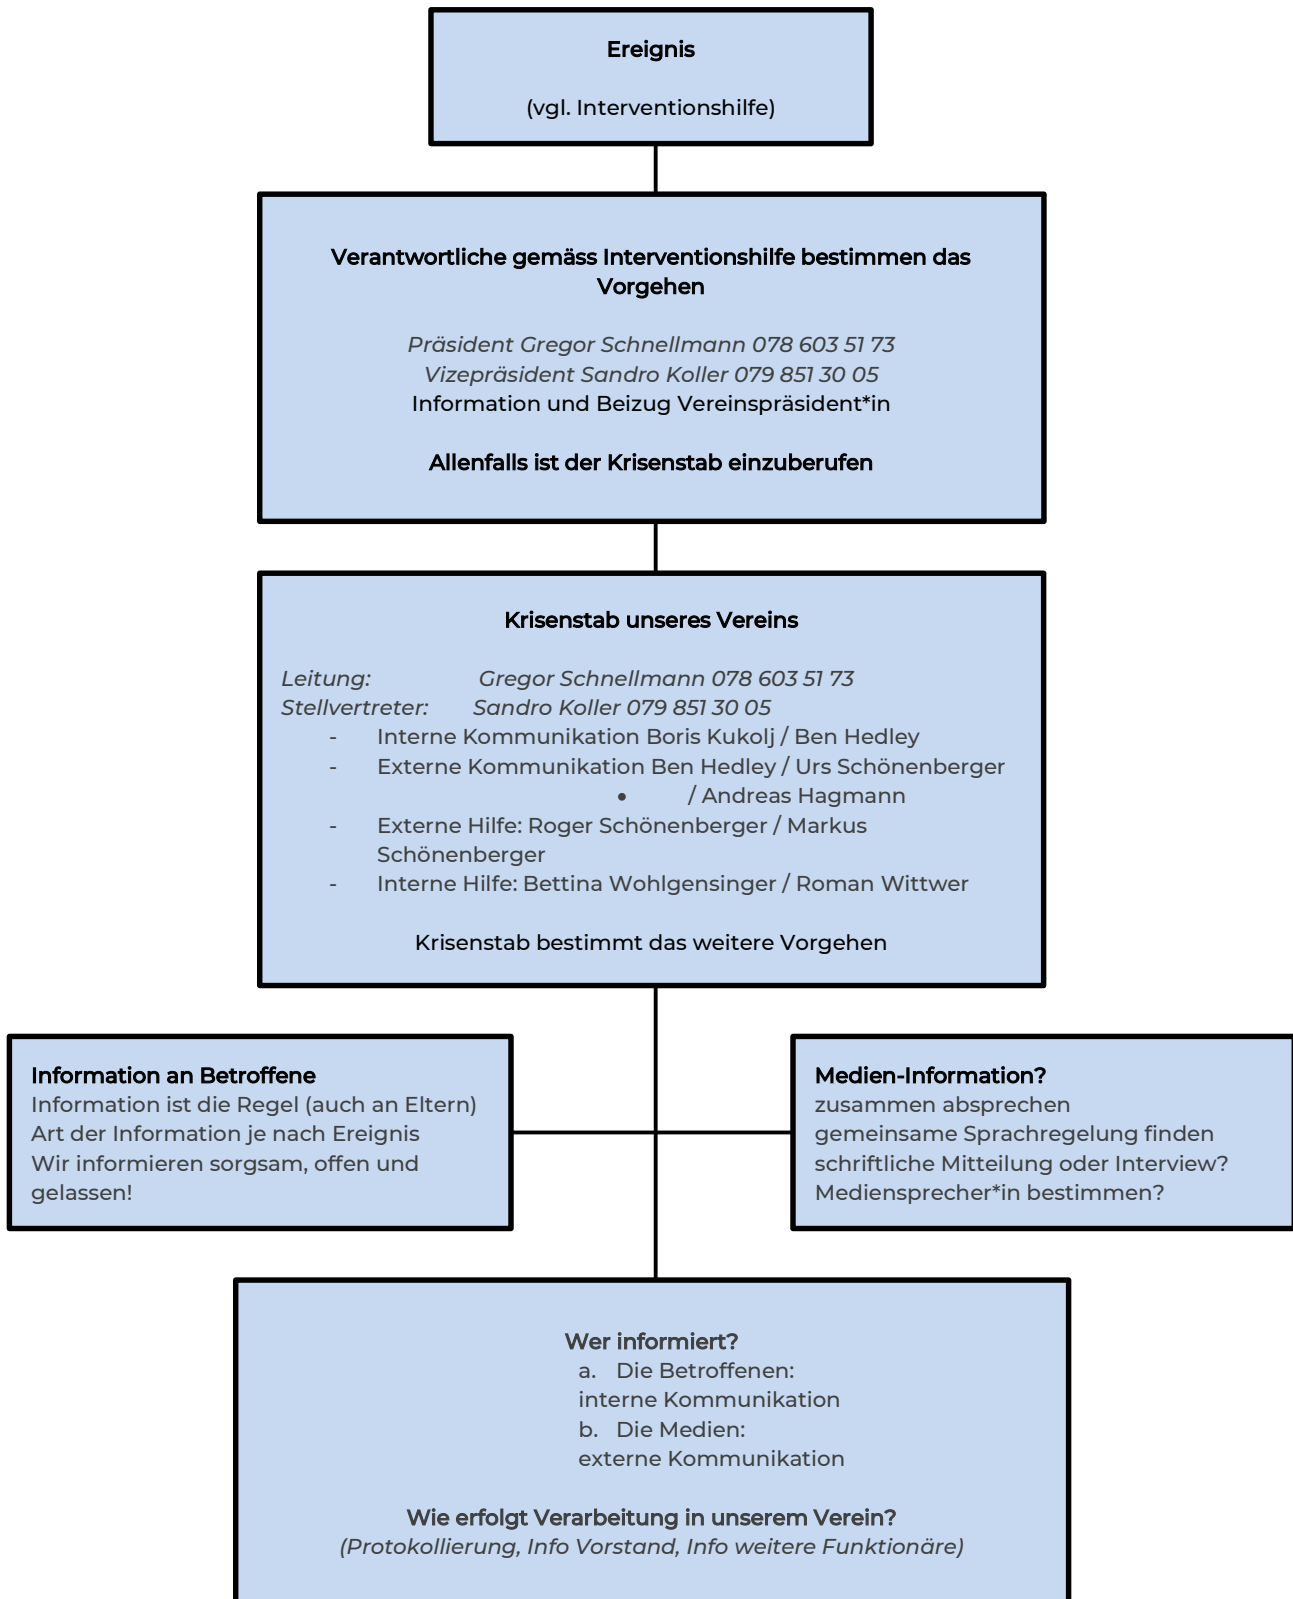 Ereignis
(vgl. Interventionshilfe)
Verantwortliche gemäss Interventionshilfe bestimmen das
Vorgehen
Präsident Gregor Schnellmann 078 603 51 73
Vizepräsident Sandro Koller 079 851 30 05
Information und Beizug Vereinspräsident*in
Allenfalls ist der Krisenstab einzuberufen
Krisenstab unseres Vereins
Leitung: Gregor Schnellmann 078 603 51 73
Stellvertreter: Sandro Koller 079 851 30 05
- Interne Kommunikation Boris Kukolj / Ben Hedley
- Externe Kommunikation Ben Hedley / Urs Schönenberger
• / Andreas Hagmann
- Externe Hilfe: Roger Schönenberger / Markus
Schönenberger
- Interne Hilfe: Bettina Wohlgensinger / Roman Wittwer
Krisenstab bestimmt das weitere Vorgehen
Information an Betroffene
Information ist die Regel (auch an Eltern)
Art der Information je nach Ereignis
Wir informieren sorgsam, offen und
gelassen!
Medien-Information?
zusammen absprechen
gemeinsame Sprachregelung finden
schriftliche Mitteilung oder Interview?
Mediensprecher*in bestimmen?
Wer informiert?
a. Die Betroffenen:
interne Kommunikation
b. Die Medien:
externe Kommunikation
Wie erfolgt Verarbeitung in unserem Verein?
(Protokollierung, Info Vorstand, Info weitere Funktionäre)